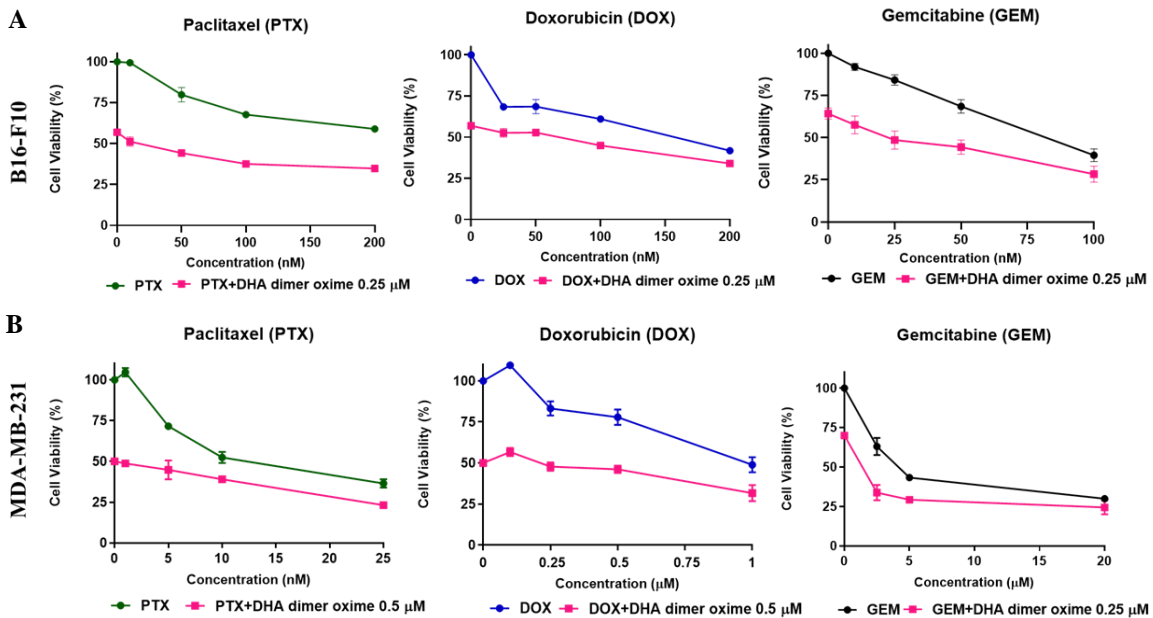 A
Paclitaxel (PTX)
Doxorubicin (DOX)
Gemcitabine (GEM)
B16-F10
Cell Viability (%)
100
75
50
25
0
0 50 100 150 200
Concentration (nM)
PTX PTX+DHA dimer oxime 0.25 μM
Cell Viability (%)
100
75
50
25
0
0 50 100 150 200
Concentration (nM)
DOX DOX+DHA dimer oxime 0.25 μM
Cell Viability (%)
100
75
50
25
0
0 25 50 75 100
Concentration (nM)
GEM GEM+DHA dimer oxime 0.25 μM
B
Paclitaxel (PTX)
Doxorubicin (DOX)
Gemcitabine (GEM)
MDA-MB-231
Cell Viability (%)
100
75
50
25
0
0 5 10 15 20 25
Concentration (nM)
PTX PTX+DHA dimer oxime 0.5 μM
Cell Viability (%)
100
75
50
25
0
0 0.25 0.5 0.75 1
Concentration (μM)
DOX DOX+DHA dimer oxime 0.5 μM
Cell Viability (%)
100
75
50
25
0
0 5 10 15 20
Concentration (μM)
GEM GEM+DHA dimer oxime 0.25 μM